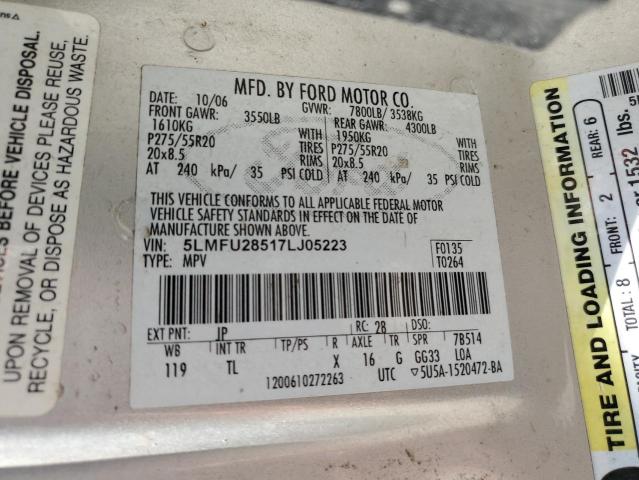 MFD. BY FORD MOTOR CO.
DATE: 10/06 GVWR: 7800LB/ 3538KG
FRONT GAWR: 3550LB REAR GAWR: 4300LB
1610KG 1950KG
P275/55R20 TIRES P275/55R20 TIRES
20x8.5 RIMS 20x8.5 RIMS
AT 240 kPa/ 35 PSI COLD AT 240 kPa/ 35 PSI COLD
THIS VEHICLE CONFORMS TO ALL APPLICABLE FEDERAL MOTOR
VEHICLE SAFETY STANDARDS IN EFFECT ON THE DATE OF
MANUFACTURE SHOWN ABOVE.
VIN: 5LMFU28517LJ05223 F0135
TYPE: MPV T0264
EXT PNT: JP RC: 28 DSO:
WB INT TR TP/PS R AXLE TR SPR 7B514
119 TL X 16 G GG33 LOA
1200610272263 UTC ▽5U5A-1520472-BA
BEFORE VEHICLE DISPOSAL.
UPON REMOVAL OF DEVICES PLEASE REUSE,
RECYCLE, OR DISPOSE AS HAZARDOUS WASTE.
TIRE AND LOADING INFORMATION
TOTAL: 8 FRONT: 2 REAR: 6
1532 lbs.